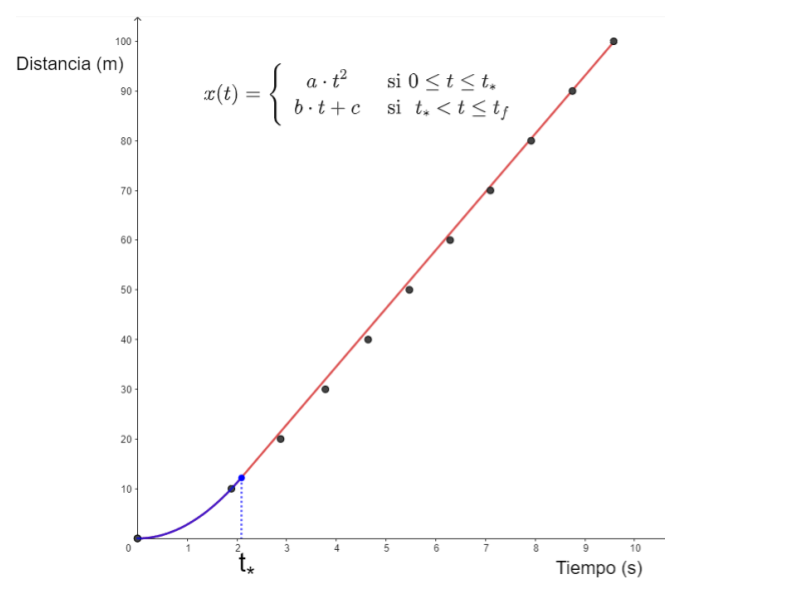 100
Distancia (m)
90
80
70
60
50
40
30
20
10
x(t) = { a · t² si 0 ≤ t ≤ t*
b · t + c si t* < t ≤ t_f
0 1 2 3 4 5 6 7 8 9 10
t*
Tiempo (s)